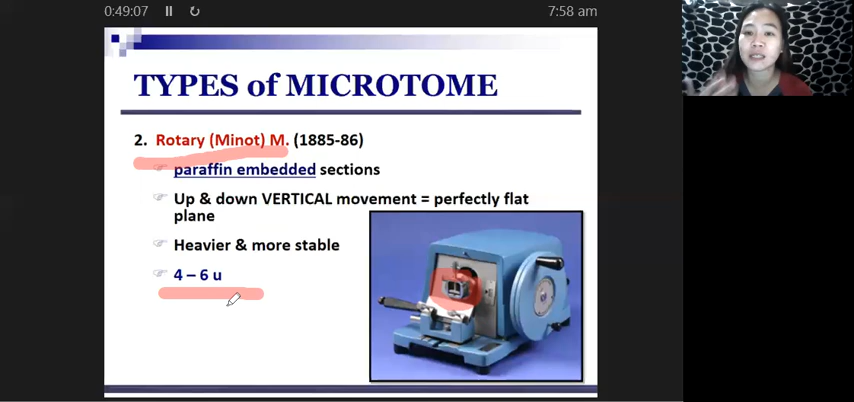 0:49:07
7:58 am
TYPES of MICROTOME
2. Rotary (Minot) M. (1885-86)
paraffin embedded sections
Up & down VERTICAL movement = perfectly flat
plane
Heavier & more stable
4 – 6 u